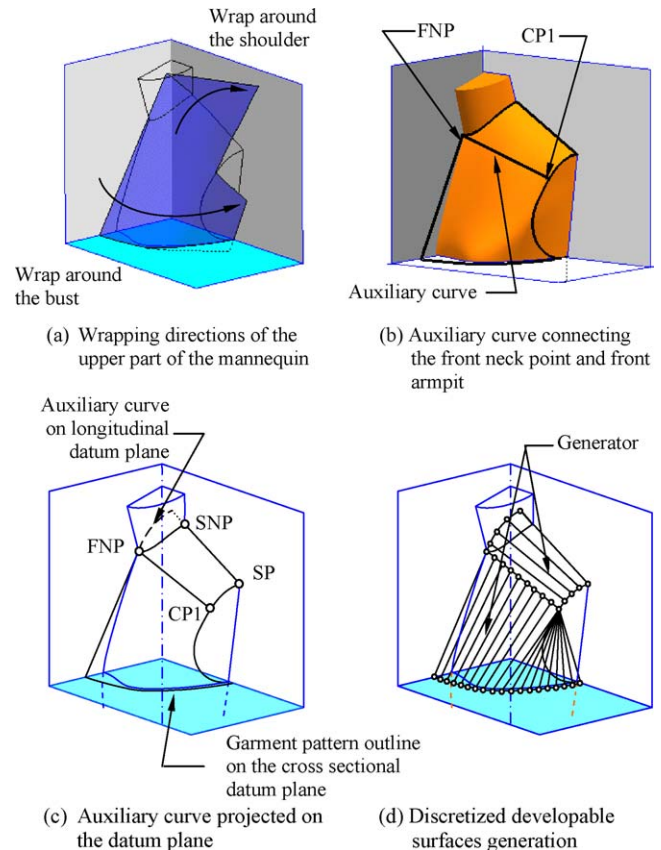 Wrap around
the shoulder
Wrap around
the bust
(a) Wrapping directions of the
upper part of the mannequin
FNP
CP1
Auxiliary curve
(b) Auxiliary curve connecting
the front neck point and front
armpit
Auxiliary curve
on longitudinal
datum plane
SNP
FNP
SP
CP1
Garment pattern outline
on the cross sectional
datum plane
(c) Auxiliary curve projected on
the datum plane
Generator
(d) Discretized developable
surfaces generation